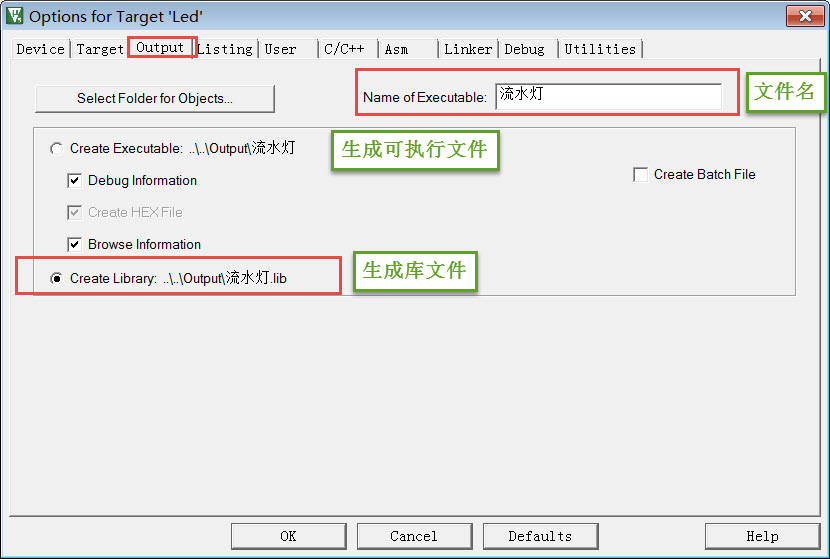 Options for Target 'Led'
Device Target Output Listing User C/C++ Asm Linker Debug Utilities
Select Folder for Objects... Name of Executable: 流水灯 文件名
Create Executable: ..\..\Output\流水灯 生成可执行文件
Debug Information Create Batch File
Create HEX File
Browse Information
Create Library: ..\..\Output\流水灯.lib 生成库文件
OK Cancel Defaults Help